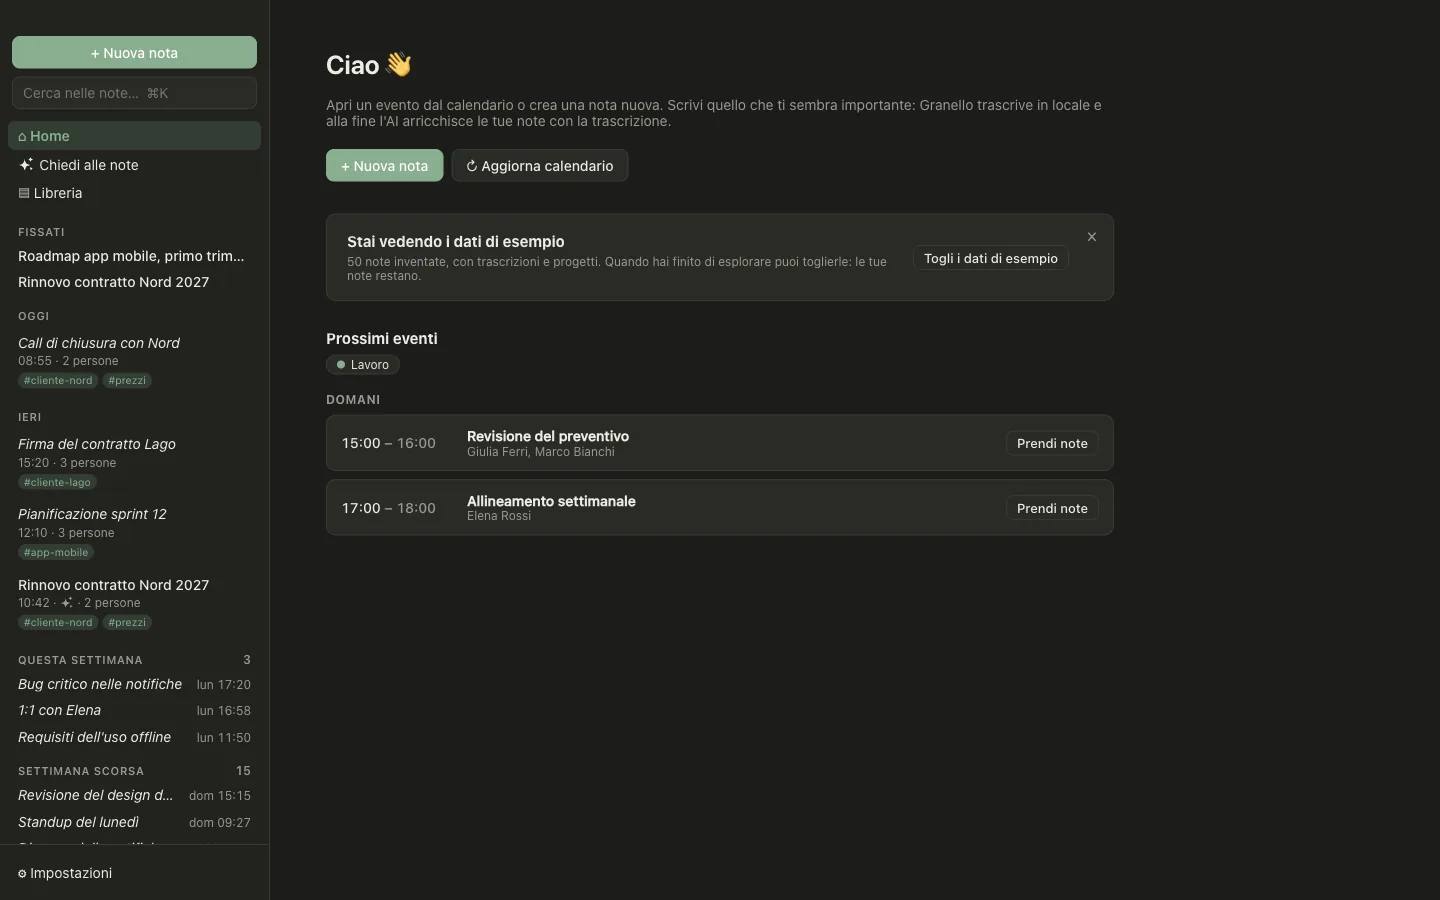 + Nuova nota
Cerca nelle note... ⌘K
⌂ Home
Chiedi alle note
▤ Libreria
FISSATI
Roadmap app mobile, primo trim...
Rinnovo contratto Nord 2027
OGGI
Call di chiusura con Nord
08:55 · 2 persone
#cliente-nord #prezzi
IERI
Firma del contratto Lago
15:20 · 3 persone
#cliente-lago
Pianificazione sprint 12
12:10 · 3 persone
#app-mobile
Rinnovo contratto Nord 2027
10:42 · ✨ · 2 persone
#cliente-nord #prezzi
QUESTA SETTIMANA 3
Bug critico nelle notifiche lun 17:20
1:1 con Elena lun 16:58
Requisiti dell'uso offline lun 11:50
SETTIMANA SCORSA 15
Revisione del design d... dom 15:15
Standup del lunedì dom 09:27
⚙ Impostazioni
Ciao 👋
Apri un evento dal calendario o crea una nota nuova. Scrivi quello che ti sembra importante: Granello trascrive in locale e
alla fine l'AI arricchisce le tue note con la trascrizione.
+ Nuova nota
↻ Aggiorna calendario
Stai vedendo i dati di esempio
50 note inventate, con trascrizioni e progetti. Quando hai finito di esplorare puoi toglierle: le tue
note restano.
Togli i dati di esempio
×
Prossimi eventi
Lavoro
DOMANI
15:00 – 16:00
Revisione del preventivo
Giulia Ferri, Marco Bianchi
Prendi note
17:00 – 18:00
Allineamento settimanale
Elena Rossi
Prendi note